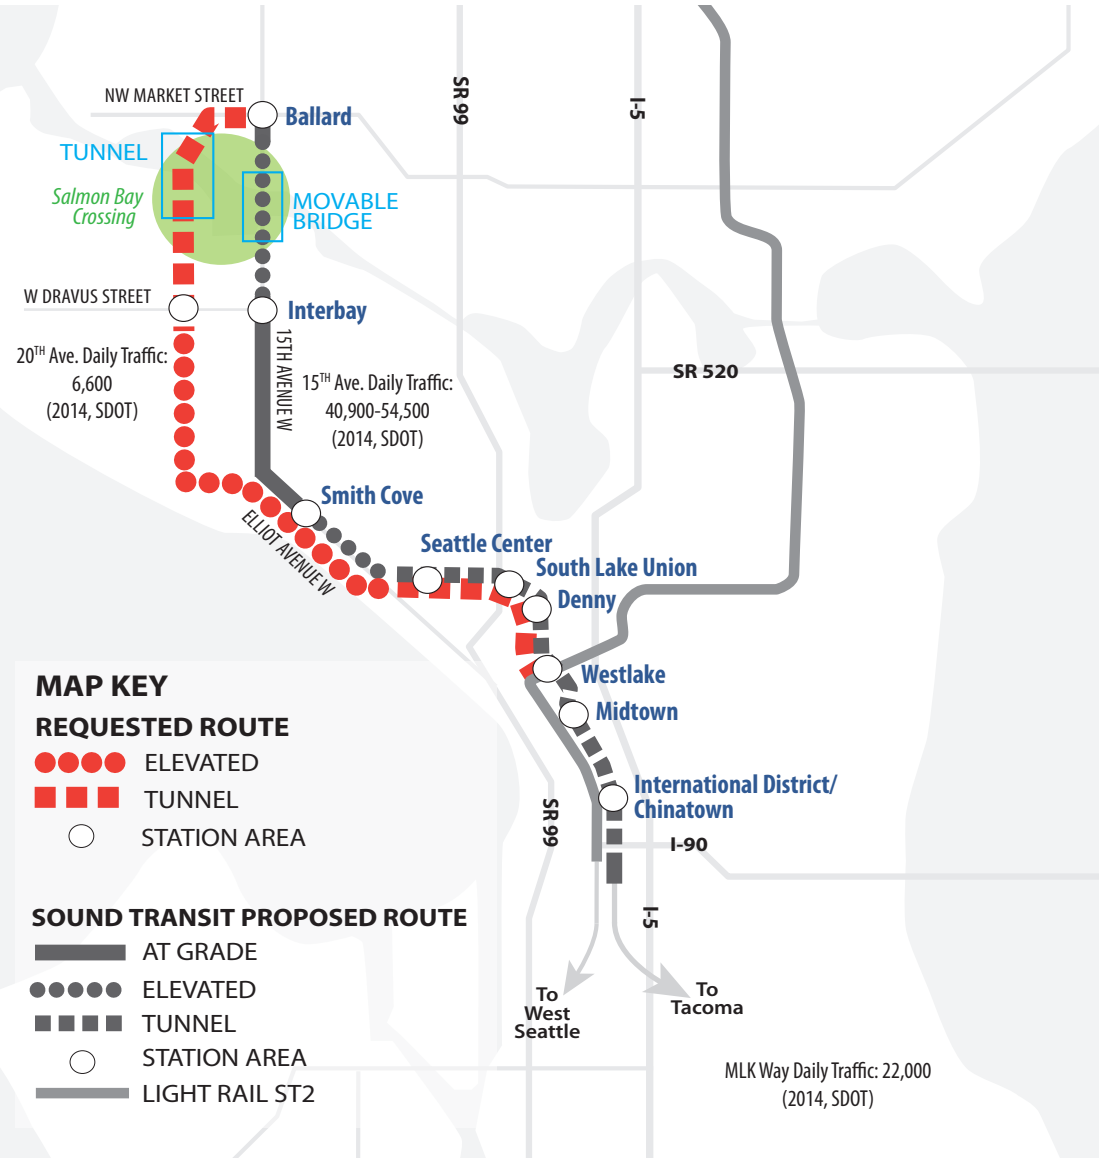 NW MARKET STREET
Ballard
SR 99
I-5
TUNNEL
Salmon Bay
Crossing
MOVABLE
BRIDGE
W DRAVUS STREET
Interbay
20TH Ave. Daily Traffic:
6,600
(2014, SDOT)
15TH AVENUE W
15TH Ave. Daily Traffic:
40,900-54,500
(2014, SDOT)
SR 520
Smith Cove
ELLIOT AVENUE W
Seattle Center
South Lake Union
Denny
Westlake
Midtown
International District/
Chinatown
SR 99
I-90
I-5
To
West
Seattle
To
Tacoma
MLK Way Daily Traffic: 22,000
(2014, SDOT)
MAP KEY
REQUESTED ROUTE
ELEVATED
TUNNEL
STATION AREA
SOUND TRANSIT PROPOSED ROUTE
AT GRADE
ELEVATED
TUNNEL
STATION AREA
LIGHT RAIL ST2